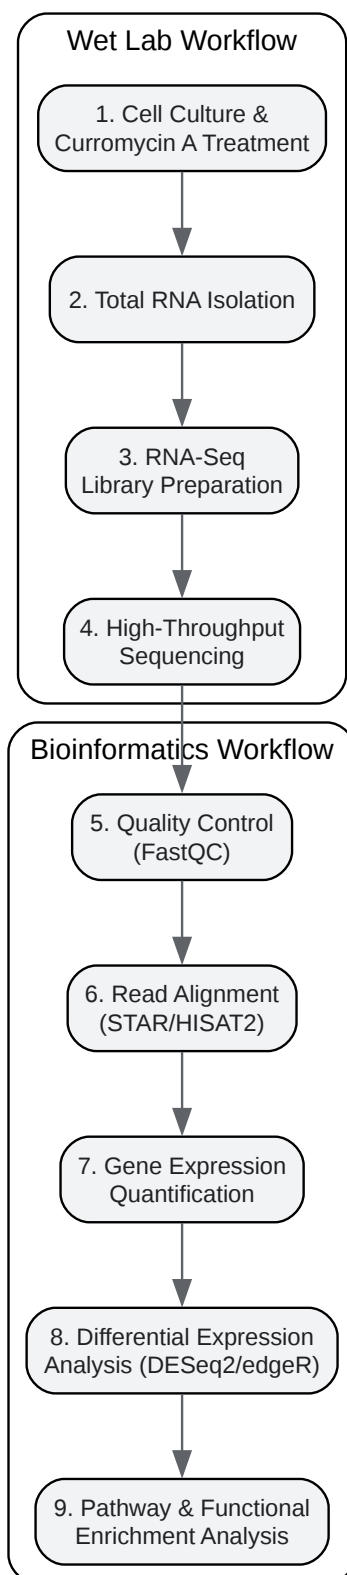 Wet Lab Workflow
1. Cell Culture &
Curromycin A Treatment
2. Total RNA Isolation
3. RNA-Seq
Library Preparation
4. High-Throughput
Sequencing
Bioinformatics Workflow
5. Quality Control
(FastQC)
6. Read Alignment
(STAR/HISAT2)
7. Gene Expression
Quantification
8. Differential Expression
Analysis (DESeq2/edgeR)
9. Pathway & Functional
Enrichment Analysis